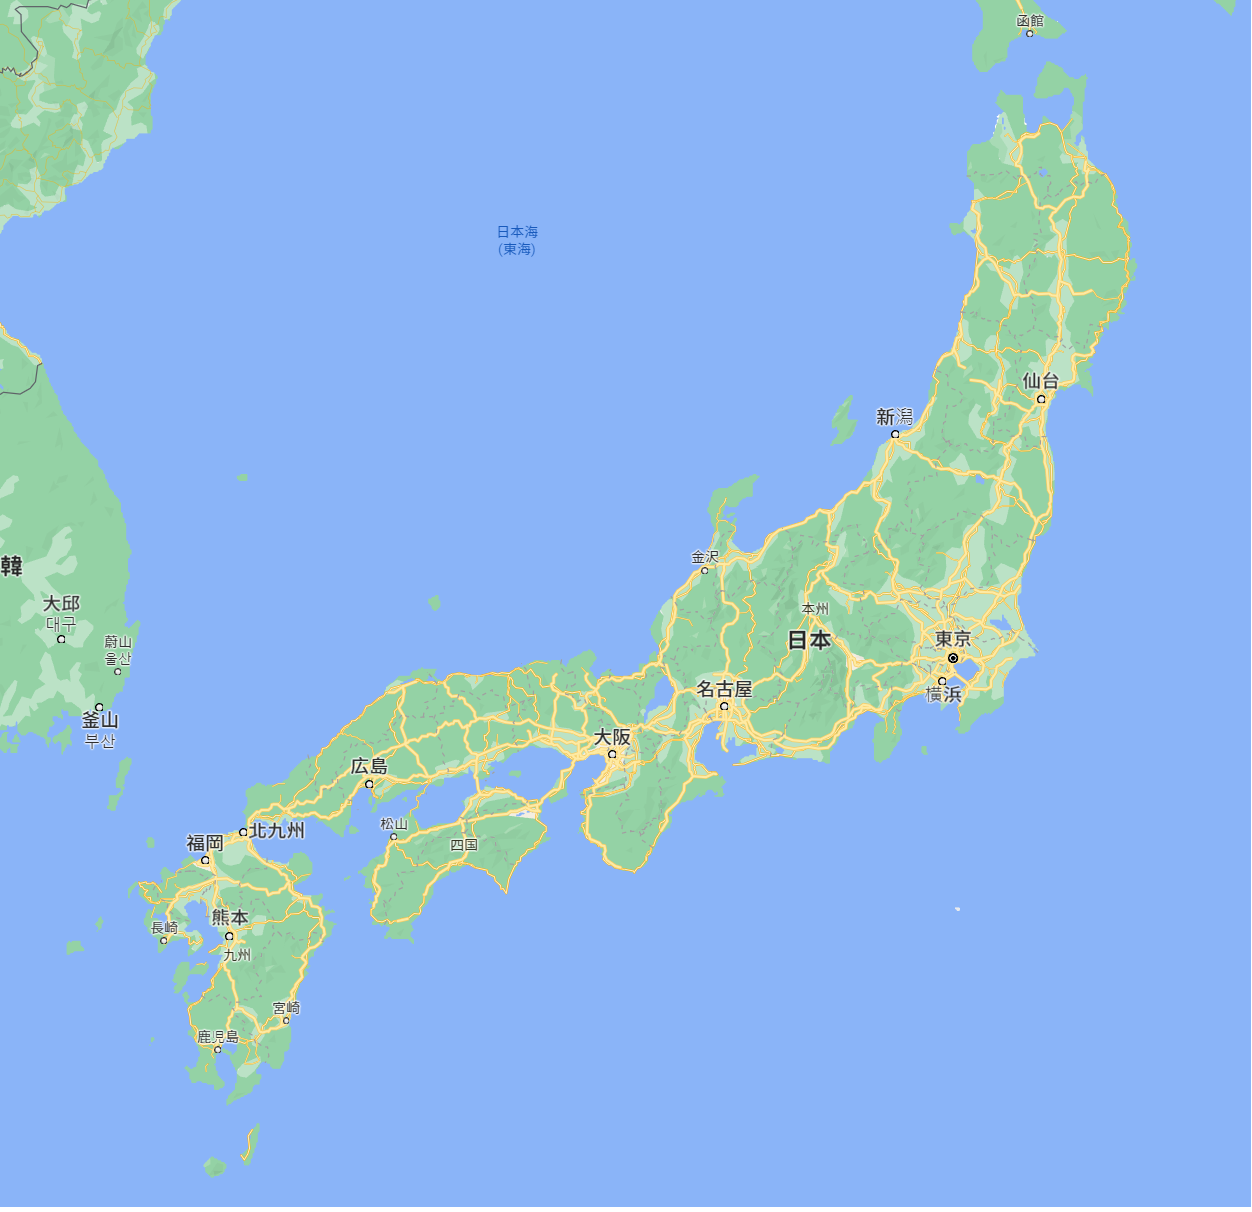 函館
日本海
(東海)
仙台
新潟
金沢
韓
大邱
대구
本州
日本
蔚山
울산
東京
名古屋
横浜
釜山
부산
大阪
広島
松山
北九州
福岡
四国
熊本
長崎
九州
宮崎
鹿児島